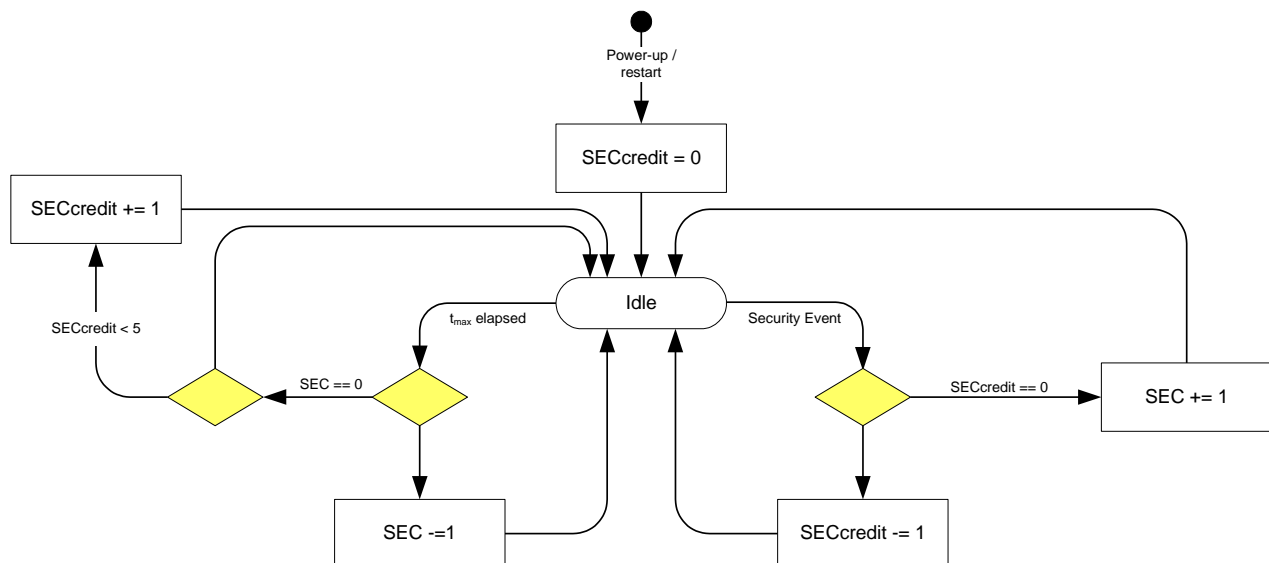 Power-up /
restart
SECcredit = 0
SECcredit += 1
Idle
t_max elapsed
Security Event
SECcredit < 5
SEC == 0
SECcredit == 0
SEC += 1
SEC -=1
SECcredit -= 1